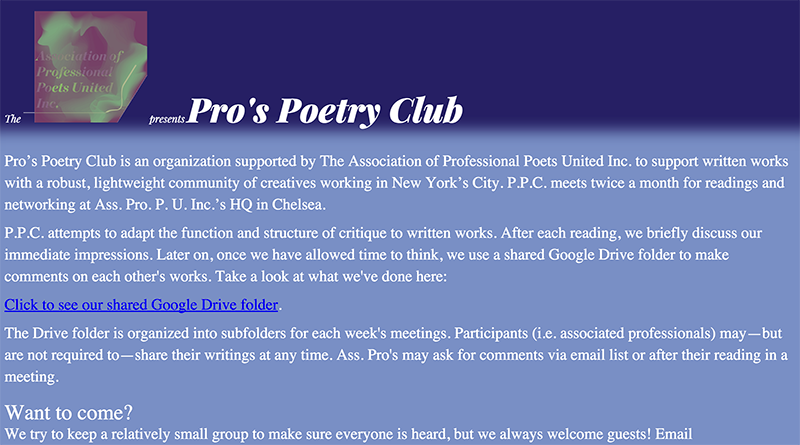 Association of
Professional
Poets United
Inc.
The presents Pro's Poetry Club
Pro’s Poetry Club is an organization supported by The Association of Professional Poets United Inc. to support written works
with a robust, lightweight community of creatives working in New York’s City. P.P.C. meets twice a month for readings and
networking at Ass. Pro. P. U. Inc.’s HQ in Chelsea.
P.P.C. attempts to adapt the function and structure of critique to written works. After each reading, we briefly discuss our
immediate impressions. Later on, once we have allowed time to think, we use a shared Google Drive folder to make
comments on each other's works. Take a look at what we've done here:
Click to see our shared Google Drive folder.
The Drive folder is organized into subfolders for each week's meetings. Participants (i.e. associated professionals) may—but
are not required to—share their writings at any time. Ass. Pro's may ask for comments via email list or after their reading in a
meeting.
Want to come?
We try to keep a relatively small group to make sure everyone is heard, but we always welcome guests! Email